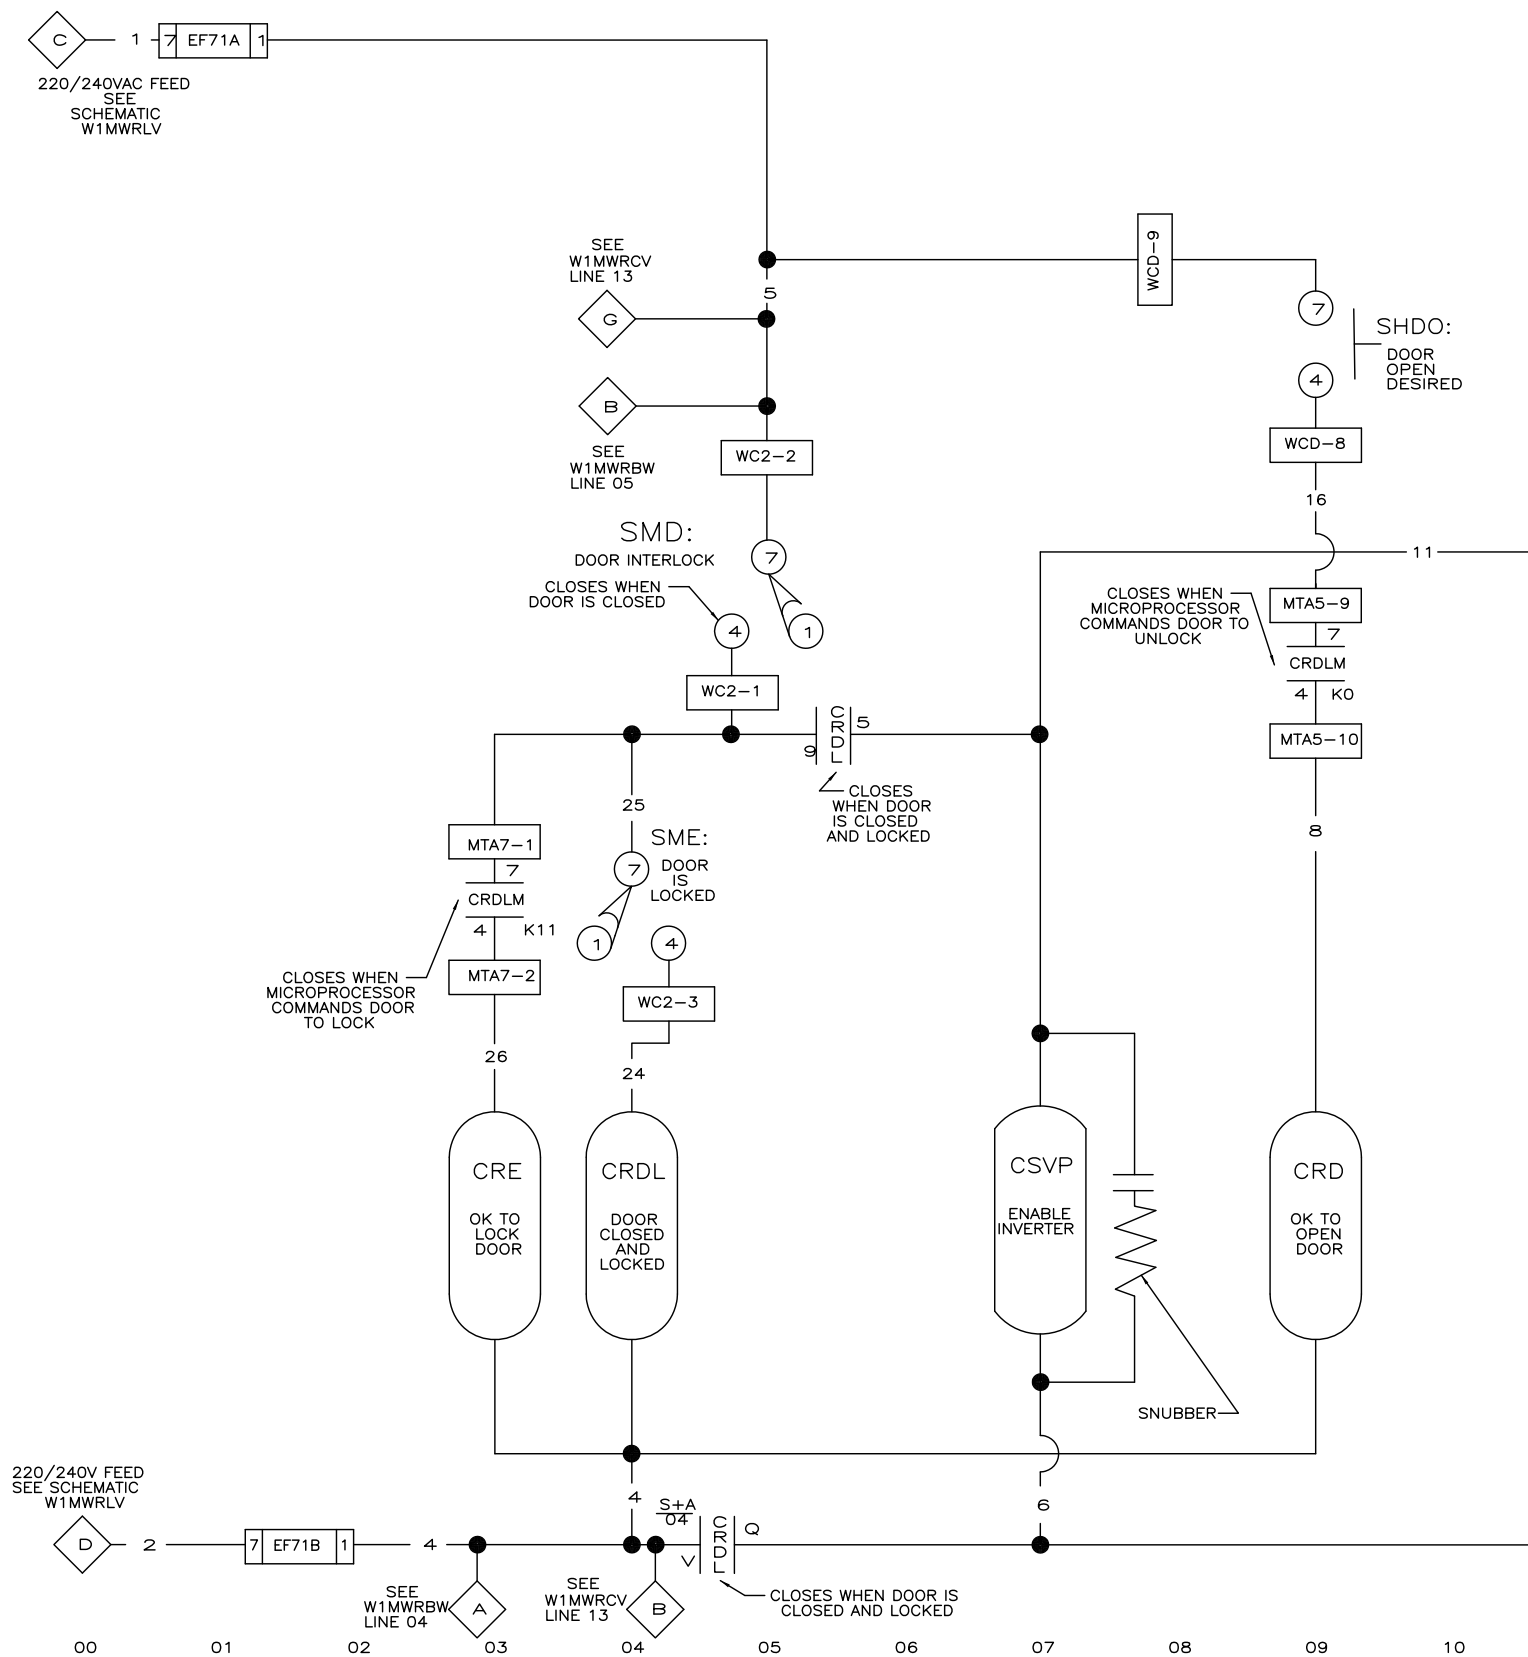 C
1
7
EF71A
1
220/240VAC FEED
SEE
SCHEMATIC
W1MWRLV
SEE
W1MWRCV
LINE 13
G
5
WCD-9
7
SHDO:
DOOR
OPEN
DESIRED
4
B
SEE
W1MWRBW
LINE 05
WC2-2
WCD-8
16
SMD:
DOOR INTERLOCK
7
CLOSES WHEN
DOOR IS CLOSED
4
1
11
CLOSES WHEN
MICROPROCESSOR
COMMANDS DOOR TO
UNLOCK
MTA5-9
7
CRDLM
4
K0
MTA5-10
WC2-1
9
CRDL
5
CLOSES
WHEN DOOR
IS CLOSED
AND LOCKED
25
SME:
DOOR
IS
LOCKED
7
1
4
8
MTA7-1
7
CRDLM
4
K11
MTA7-2
CLOSES WHEN
MICROPROCESSOR
COMMANDS DOOR
TO LOCK
WC2-3
26
24
CRE
OK TO
LOCK
DOOR
CRDL
DOOR
CLOSED
AND
LOCKED
CSVP
ENABLE
INVERTER
CRD
OK TO
OPEN
DOOR
SNUBBER
220/240V FEED
SEE SCHEMATIC
W1MWRLV
D
2
7
EF71B
1
4
4
S+A
04
V
CRDL
Q
6
SEE
W1MWRBW
LINE 04
A
SEE
W1MWRCV
LINE 13
B
CLOSES WHEN DOOR IS
CLOSED AND LOCKED
00 01 02 03 04 05 06 07 08 09 10